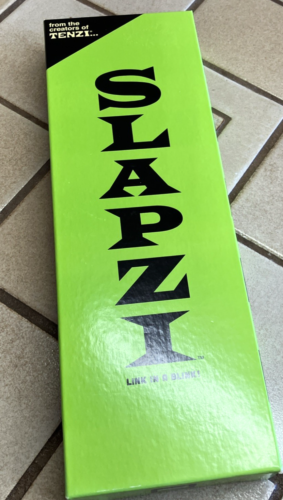 from the
creators of
TENZI...
SLAPZI
LINK IN A BLINK!